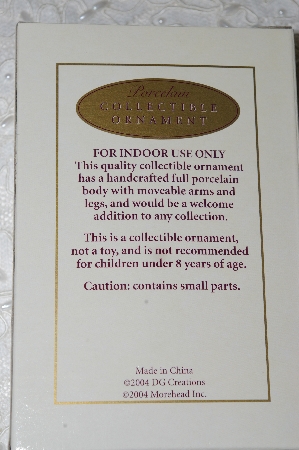 Porcelain
COLLECTIBLE
ORNAMENT
FOR INDOOR USE ONLY
This quality collectible ornament
has a handcrafted full porcelain
body with moveable arms and
legs, and would be a welcome
addition to any collection.
This is a collectible ornament,
not a toy, and is not recommended
for children under 8 years of age.
Caution: contains small parts.
Made in China
©2004 DG Creations
©2004 Morehead Inc.